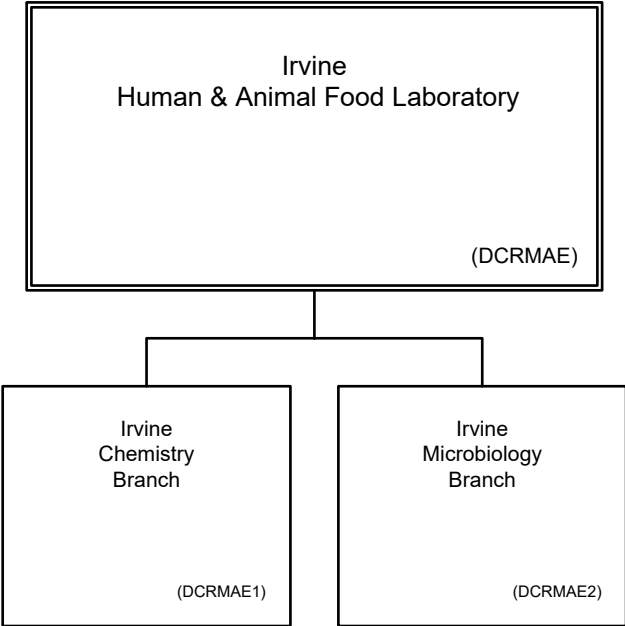 Irvine
Human & Animal Food Laboratory
(DCRMAE)
Irvine
Chemistry
Branch
(DCRMAE1)
Irvine
Microbiology
Branch
(DCRMAE2)